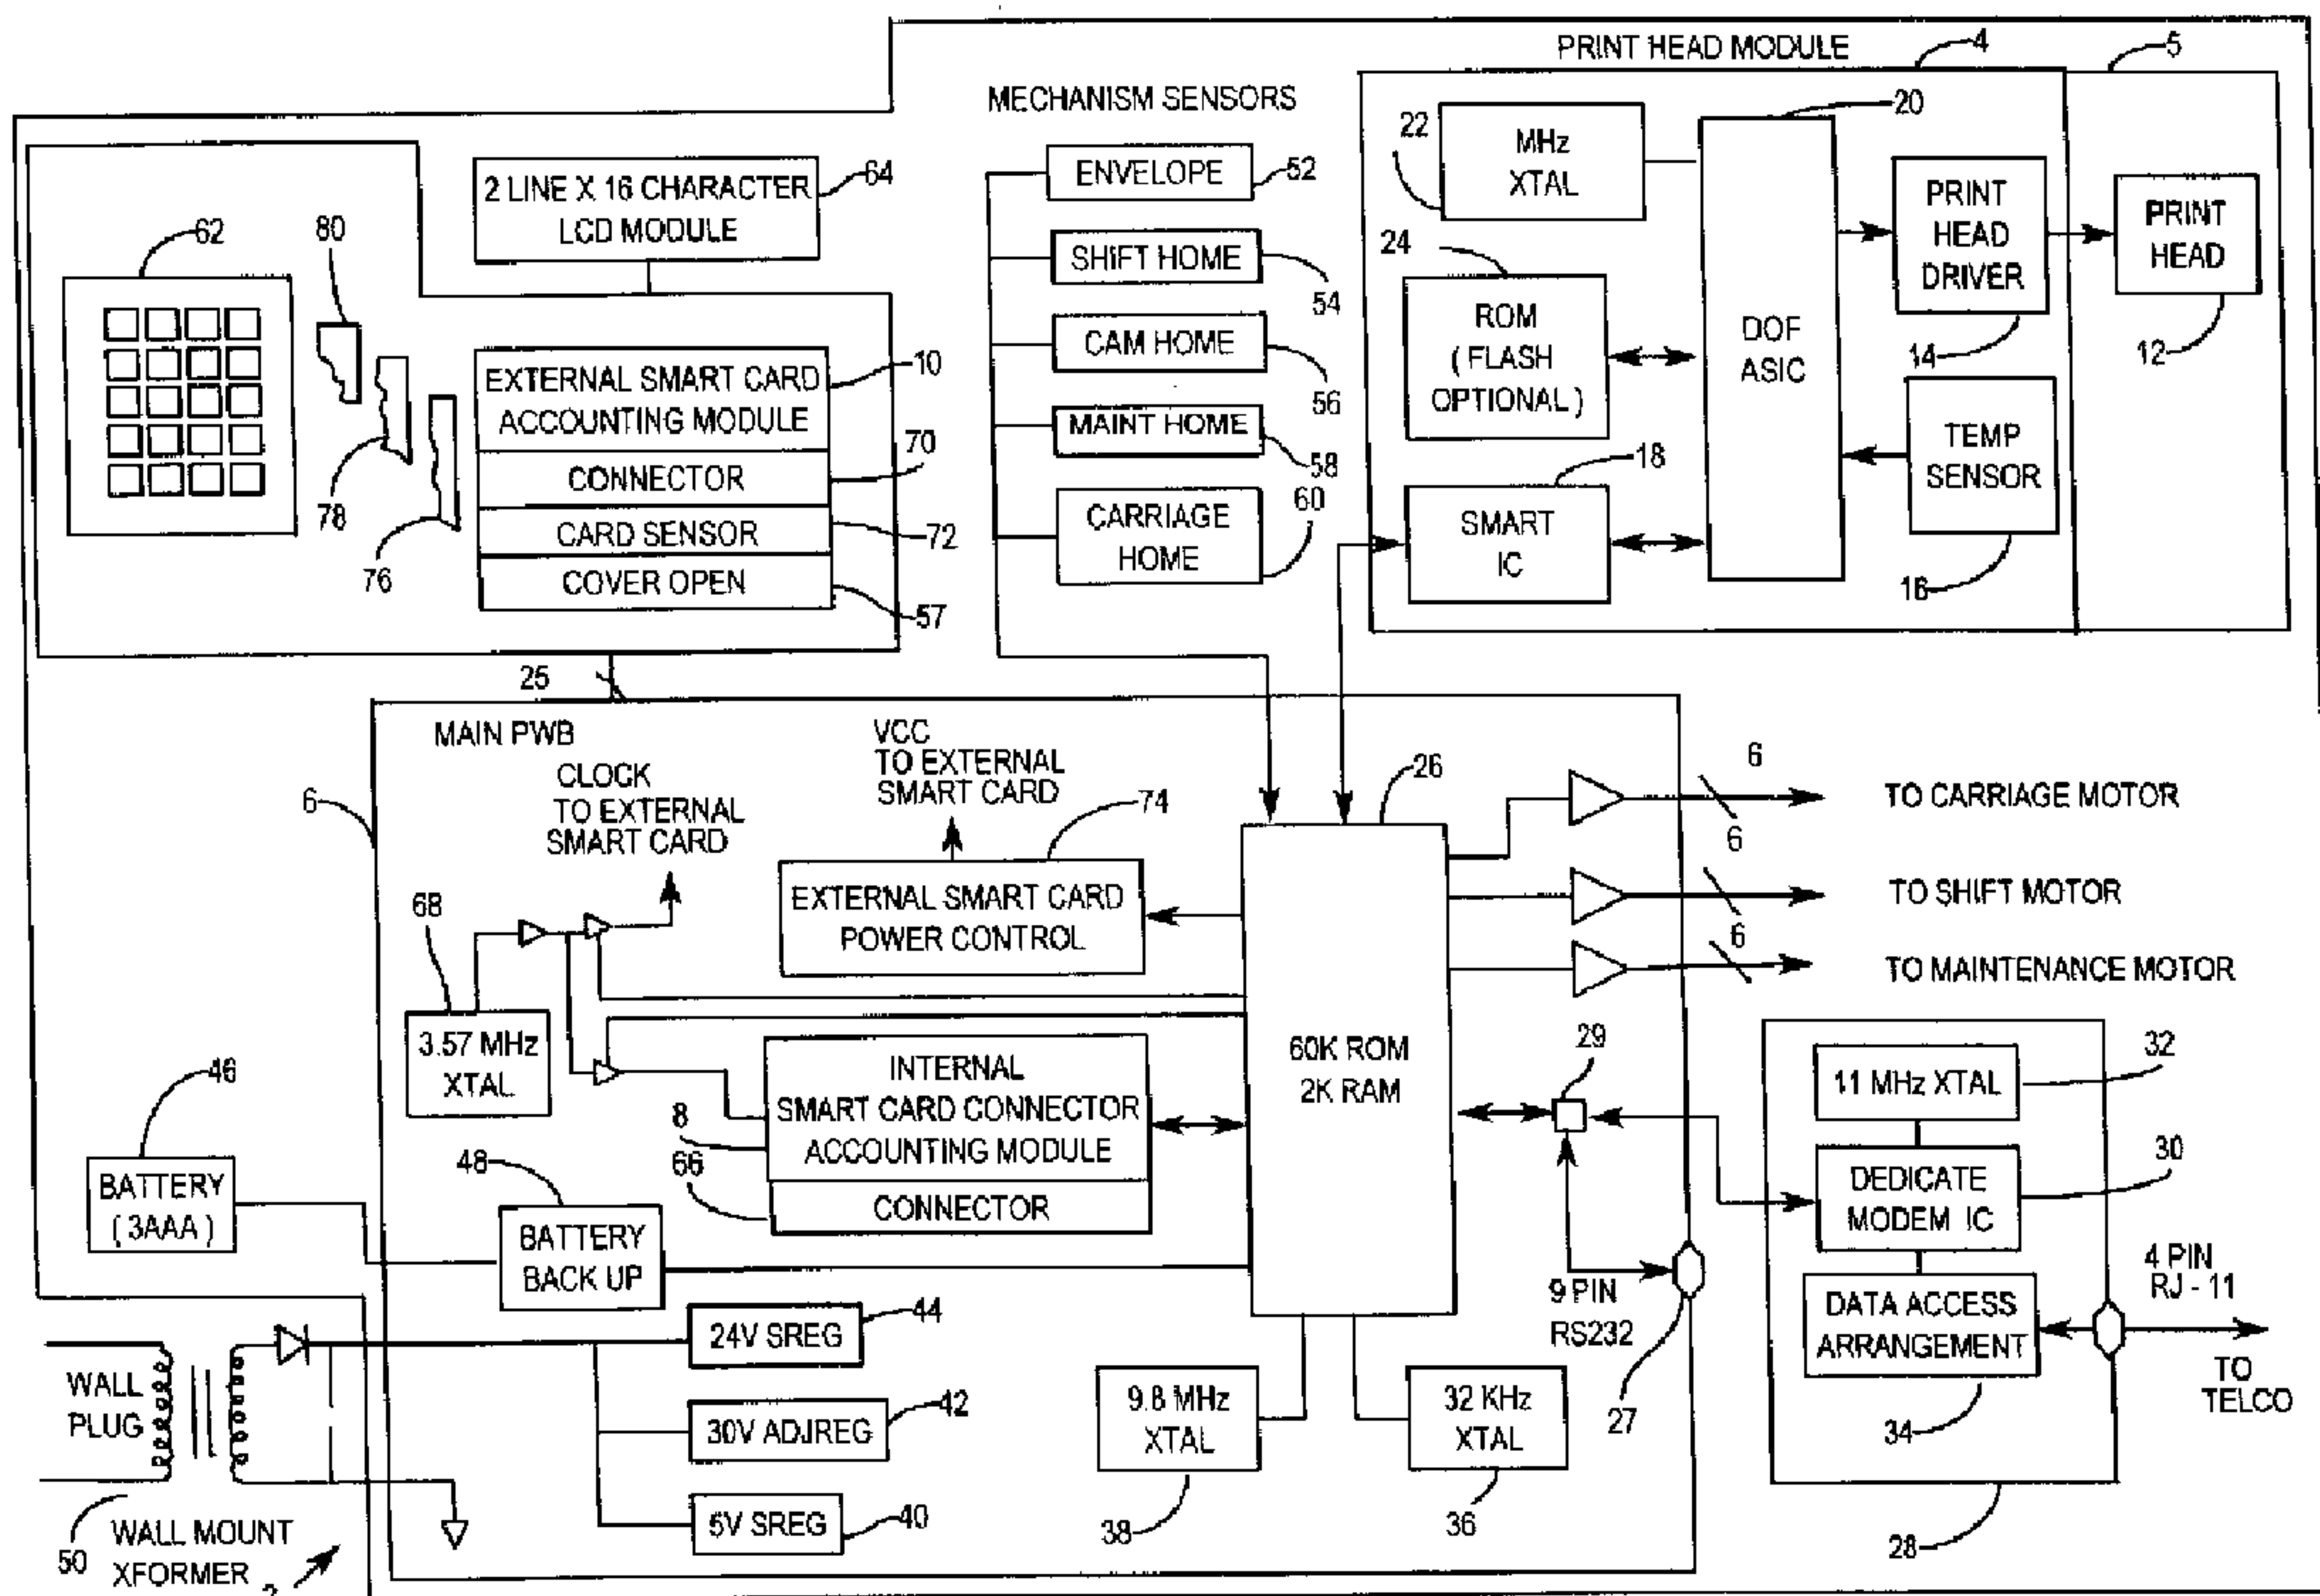 PRINT HEAD MODULE
4
5
MECHANISM SENSORS
20
22
MHz
XTAL
2 LINE X 16 CHARACTER
LCD MODULE
64
ENVELOPE
52
PRINT
HEAD
DRIVER
PRINT
HEAD
62
80
SHIFT HOME
54
24
ROM
( FLASH
OPTIONAL )
DOF
ASIC
14
12
EXTERNAL SMART CARD
ACCOUNTING MODULE
10
CAM HOME
56
MAINT HOME
58
TEMP
SENSOR
16
78
CONNECTOR
70
18
SMART
IC
76
CARD SENSOR
72
CARRIAGE
HOME
60
COVER OPEN
57
25
MAIN PWB
6
CLOCK
TO EXTERNAL
SMART CARD
VCC
TO EXTERNAL
SMART CARD
74
26
6
6
TO CARRIAGE MOTOR
EXTERNAL SMART CARD
POWER CONTROL
TO SHIFT MOTOR
6
TO MAINTENANCE MOTOR
68
3.57 MHz
XTAL
60K ROM
2K RAM
29
32
11 MHz XTAL
46
BATTERY
( 3AAA )
8
INTERNAL
SMART CARD CONNECTOR
ACCOUNTING MODULE
66
CONNECTOR
30
DEDICATE
MODEM IC
48
BATTERY
BACK UP
9 PIN
RS232
4 PIN
RJ - 11
DATA ACCESS
ARRANGEMENT
TO
TELCO
24V SREG
44
WALL
PLUG
30V ADJREG
42
9.8 MHz
XTAL
32 KHz
XTAL
27
34
5V SREG
40
38
36
28
50
WALL MOUNT
XFORMER
2